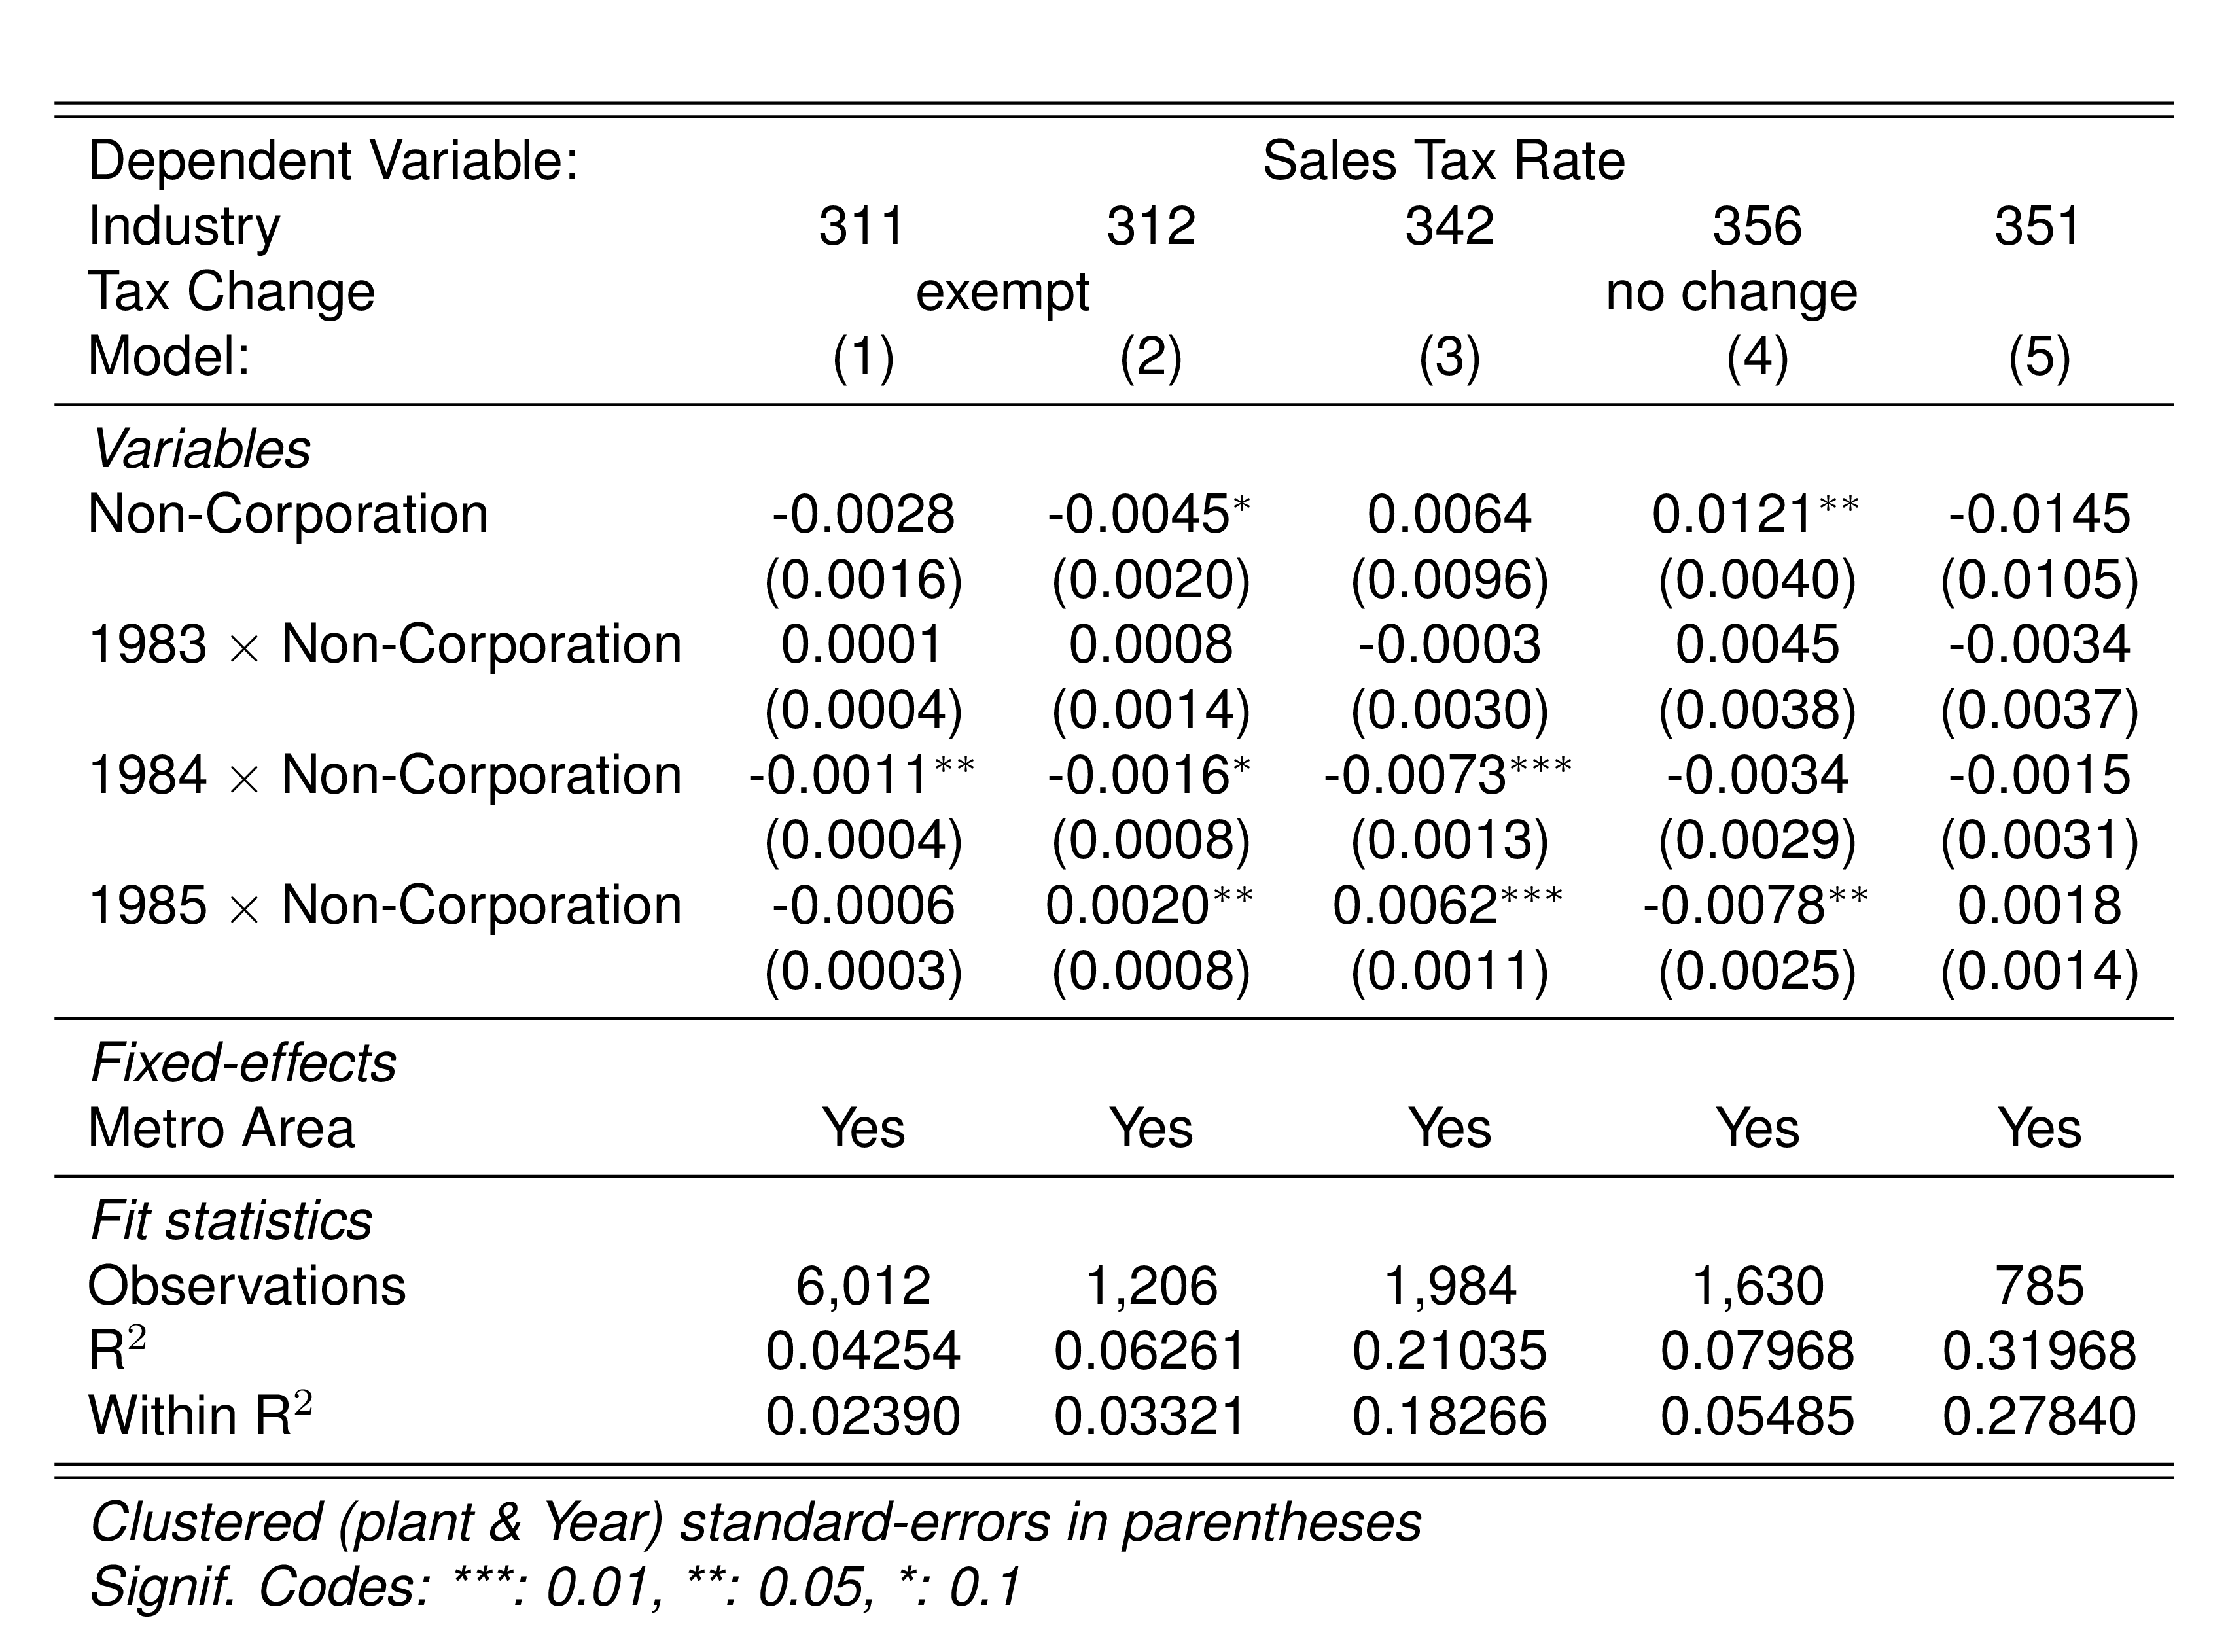 Dependent Variable: Sales Tax Rate
Industry 311 312 342 356 351
Tax Change exempt no change
Model: (1) (2) (3) (4) (5)
Variables
Non-Corporation -0.0028 -0.0045* 0.0064 0.0121** -0.0145
(0.0016) (0.0020) (0.0096) (0.0040) (0.0105)
1983 × Non-Corporation 0.0001 0.0008 -0.0003 0.0045 -0.0034
(0.0004) (0.0014) (0.0030) (0.0038) (0.0037)
1984 × Non-Corporation -0.0011** -0.0016* -0.0073*** -0.0034 -0.0015
(0.0004) (0.0008) (0.0013) (0.0029) (0.0031)
1985 × Non-Corporation -0.0006 0.0020** 0.0062*** -0.0078** 0.0018
(0.0003) (0.0008) (0.0011) (0.0025) (0.0014)
Fixed-effects
Metro Area Yes Yes Yes Yes Yes
Fit statistics
Observations 6,012 1,206 1,984 1,630 785
R² 0.04254 0.06261 0.21035 0.07968 0.31968
Within R² 0.02390 0.03321 0.18266 0.05485 0.27840
Clustered (plant & Year) standard-errors in parentheses
Signif. Codes: ***: 0.01, **: 0.05, *: 0.1